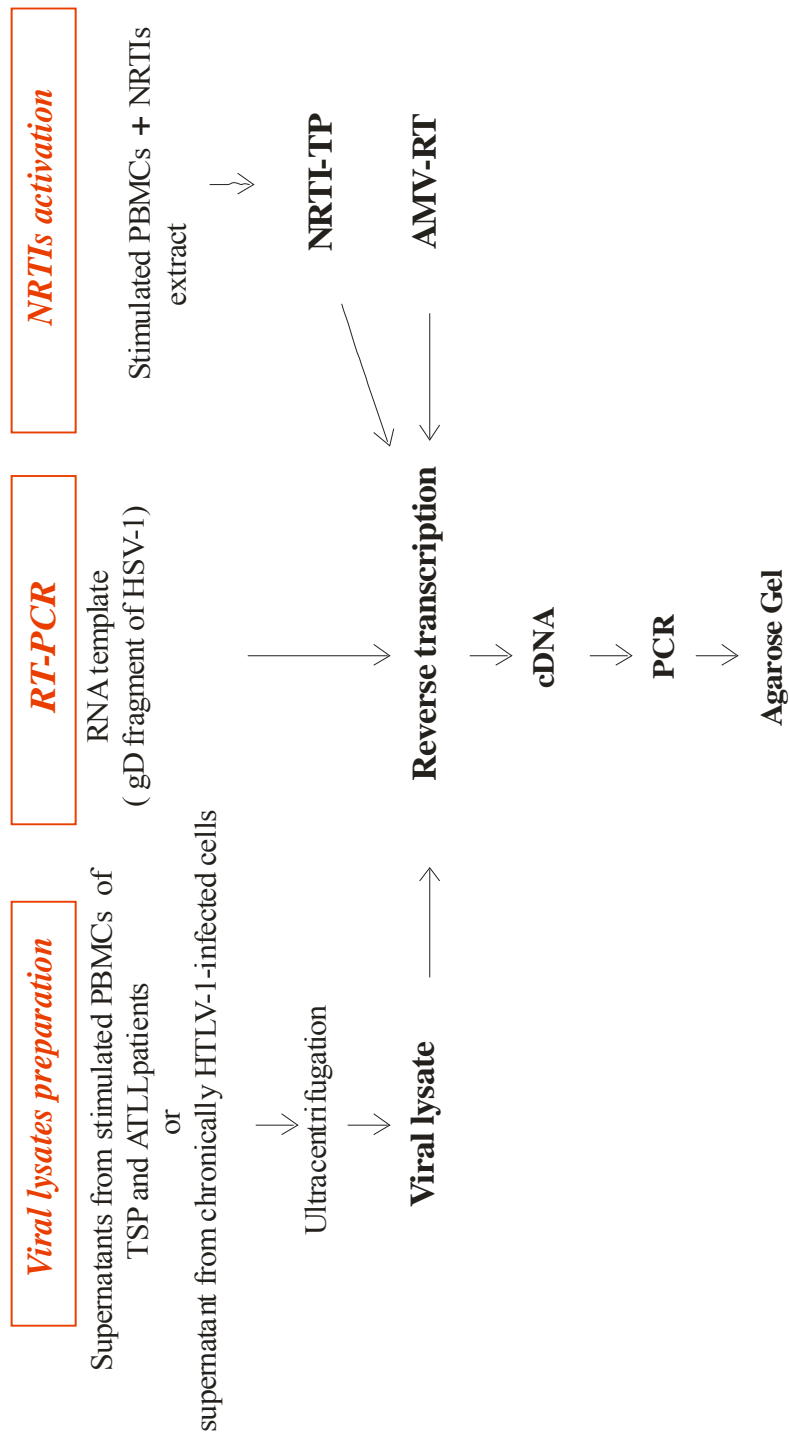 Viral lysates preparation
Supernatants from stimulated PBMCs of
TSP and ATLLpatients
or
supernatant from chronically HTLV-1-infected cells
Ultracentrifugation
Viral lysate
RT-PCR
RNA template
( gD fragment of HSV-1)
Reverse transcription
cDNA
PCR
Agarose Gel
NRTIs activation
Stimulated PBMCs + NRTIs
extract
NRTI-TP
AMV-RT